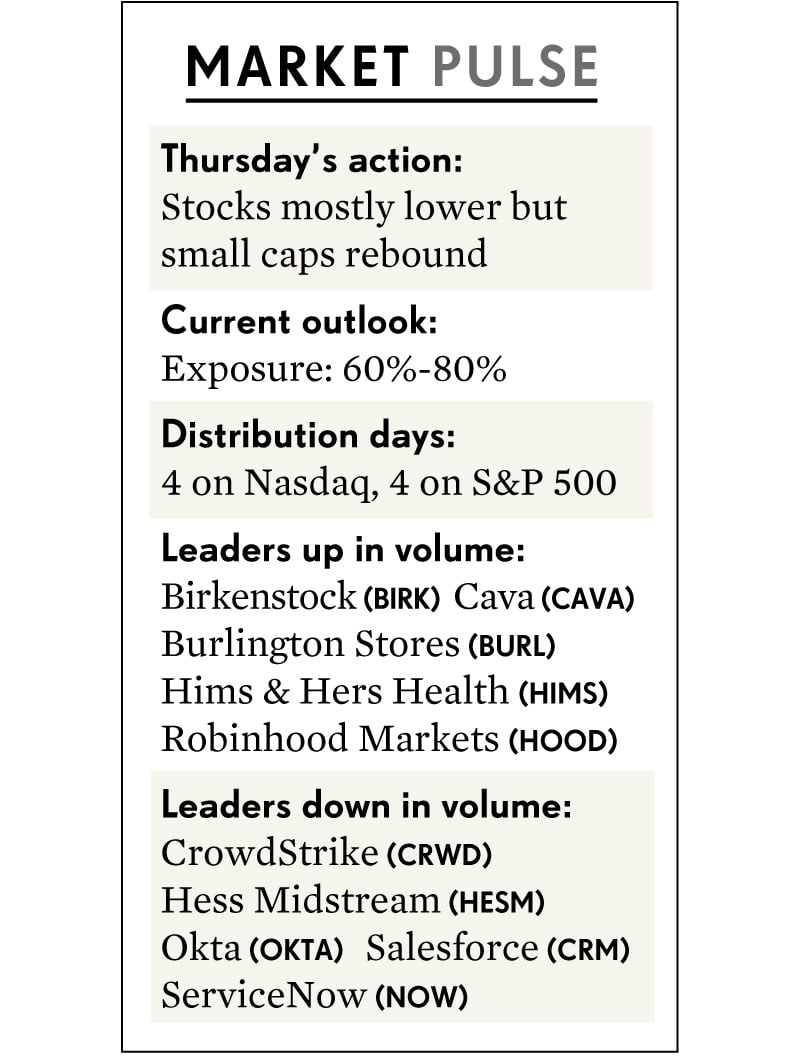 MARKET PULSE
Thursday’s action:
Stocks mostly lower but
small caps rebound
Current outlook:
Exposure: 60%-80%
Distribution days:
4 on Nasdaq, 4 on S&P 500
Leaders up in volume:
Birkenstock (BIRK) Cava (CAVA)
Burlington Stores (BURL)
Hims & Hers Health (HIMS)
Robinhood Markets (HOOD)
Leaders down in volume:
CrowdStrike (CRWD)
Hess Midstream (HESM)
Okta (OKTA) Salesforce (CRM)
ServiceNow (NOW)